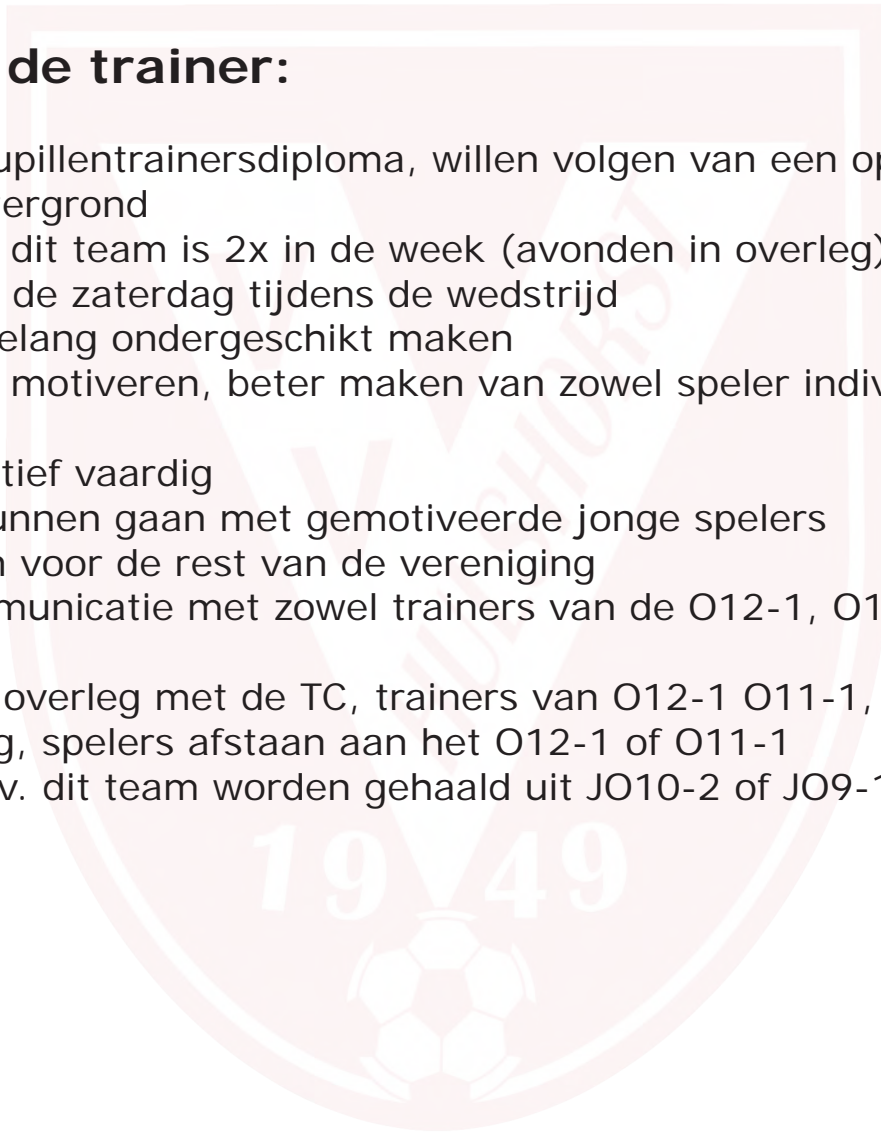 de trainer:
upillentrainersdiploma, willen volgen van een op
ergrond
dit team is 2x in de week (avonden in overleg)
de zaterdag tijdens de wedstrijd
elang ondergeschikt maken
motiveren, beter maken van zowel speler indiv
tief vaardig
unnen gaan met gemotiveerde jonge spelers
n voor de rest van de vereniging
municatie met zowel trainers van de O12-1, O1
overleg met de TC, trainers van O12-1 O11-1,
g, spelers afstaan aan het O12-1 of O11-1
v. dit team worden gehaald uit JO10-2 of JO9-1
HULSHORST
1949